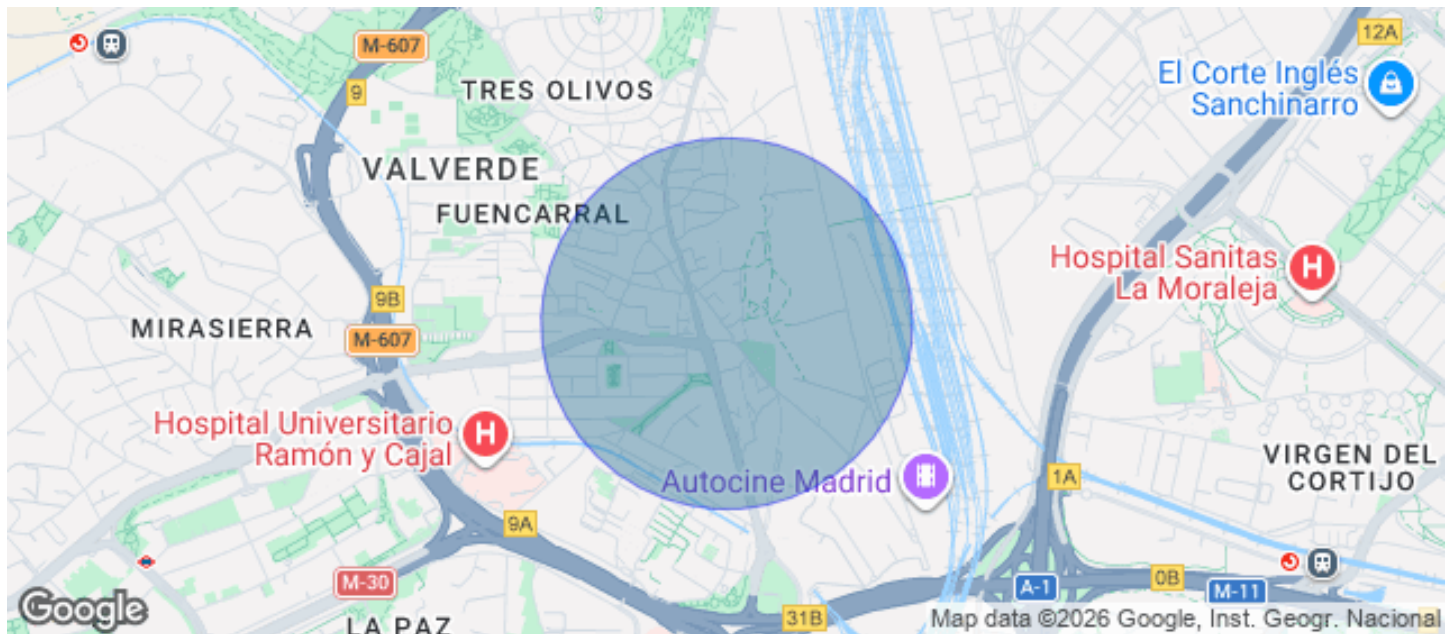 12A
M-607
El Corte Inglés
Sanchinarro
9
TRES OLIVOS
VALVERDE
FUENCARRAL
Hospital Sanitas
La Moraleja
H
9B
MIRASIERRA
M-607
Hospital Universitario
Ramón y Cajal
H
VIRGEN DEL
CORTIJO
Autocine Madrid
1A
9A
M-30
A-1
0B
M-11
31B
LA PAZ
Google
Map data ©2026 Google, Inst. Geogr. Nacional